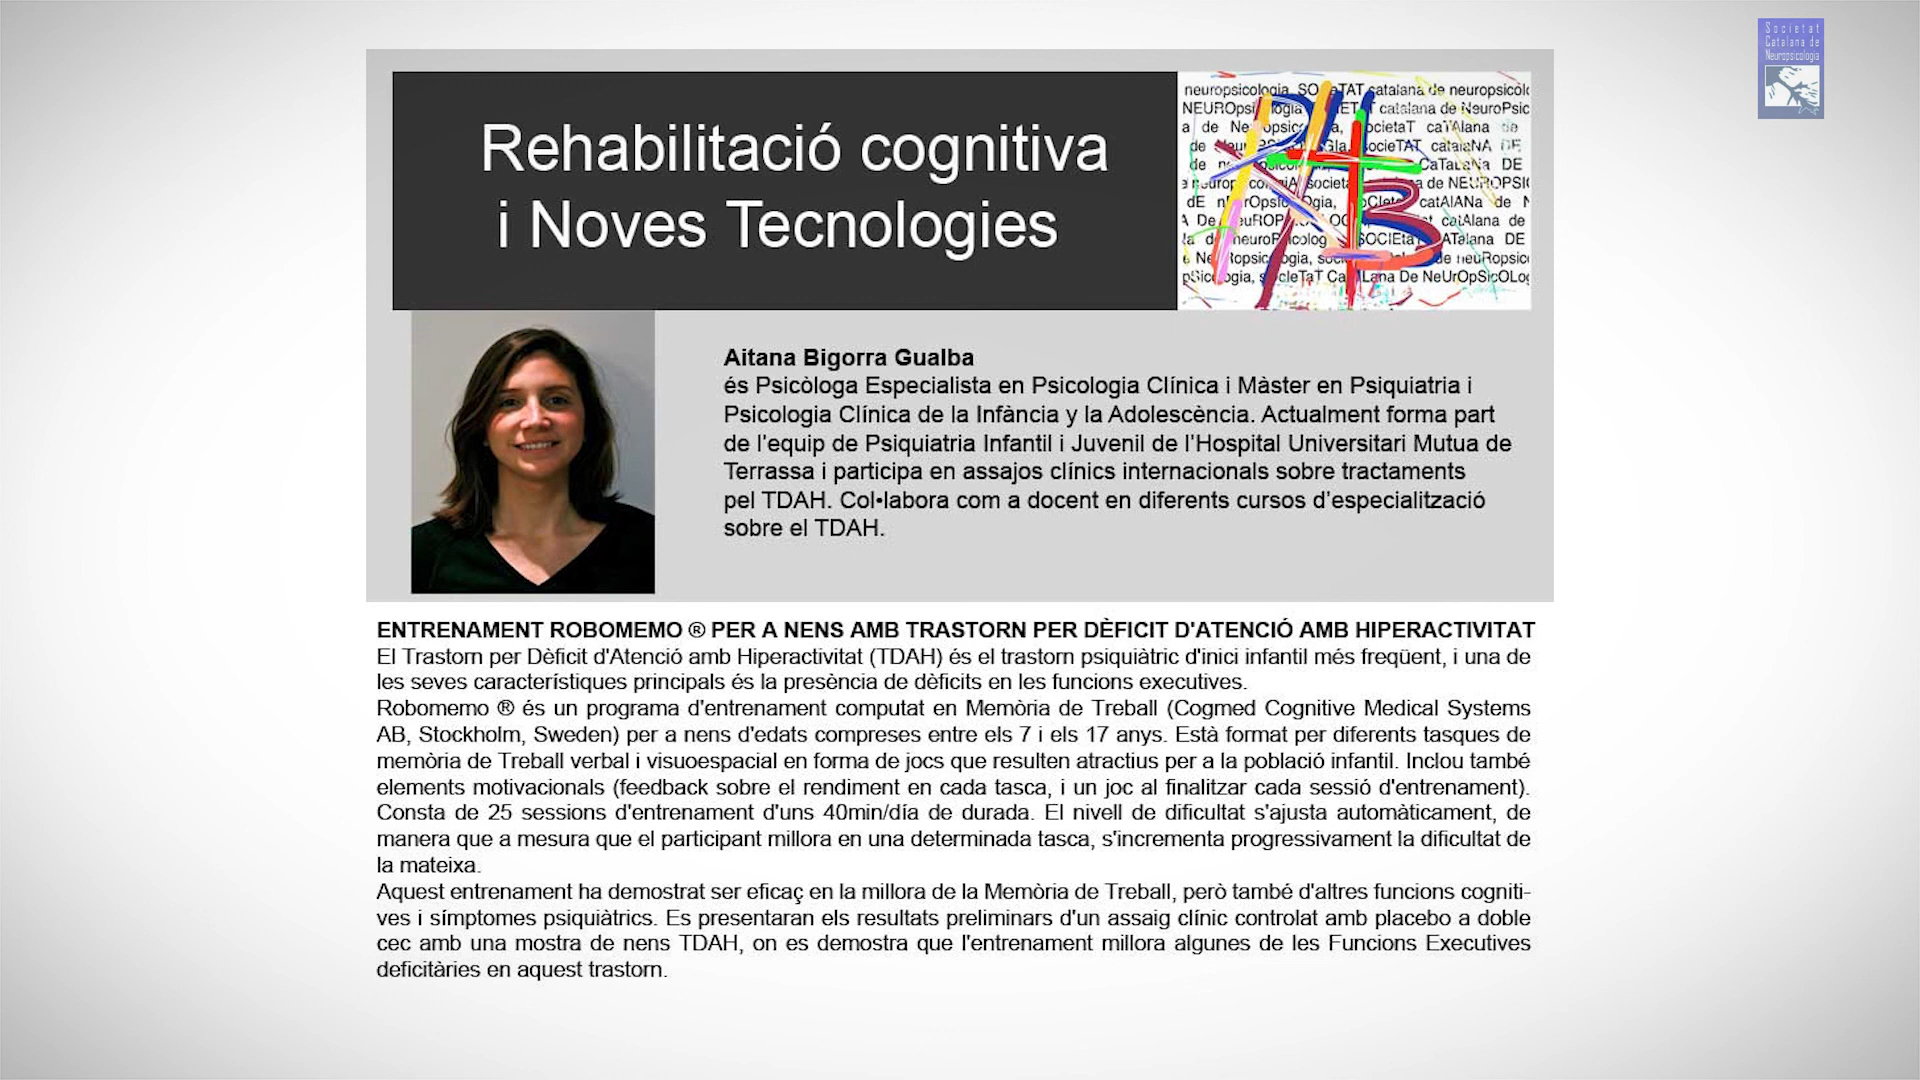 Societat
Catalana de
Neuropsicologia
Rehabilitació cognitiva
i Noves Tecnologies
Aitana Bigorra Gualba
és Psicòloga Especialista en Psicologia Clínica i Màster en Psiquiatria i
Psicologia Clínica de la Infància y la Adolescència. Actualment forma part
de l'equip de Psiquiatria Infantil i Juvenil de l'Hospital Universitari Mutua de
Terrassa i participa en assajos clínics internacionals sobre tractaments
pel TDAH. Col•labora com a docent en diferents cursos d'especialització
sobre el TDAH.
ENTRENAMENT ROBOMEMO ® PER A NENS AMB TRASTORN PER DÈFICIT D'ATENCIÓ AMB HIPERACTIVITAT
El Trastorn per Dèficit d'Atenció amb Hiperactivitat (TDAH) és el trastorn psiquiàtric d'inici infantil més freqüent, i una de
les seves característiques principals és la presència de dèficits en les funcions executives.
Robomemo ® és un programa d'entrenament computat en Memòria de Treball (Cogmed Cognitive Medical Systems
AB, Stockholm, Sweden) per a nens d'edats compreses entre els 7 i els 17 anys. Està format per diferents tasques de
memòria de Treball verbal i visuoespacial en forma de jocs que resulten atractius per a la població infantil. Inclou també
elements motivacionals (feedback sobre el rendiment en cada tasca, i un joc al finalitzar cada sessió d'entrenament).
Consta de 25 sessions d'entrenament d'uns 40min/día de durada. El nivell de dificultat s'ajusta automàticament, de
manera que a mesura que el participant millora en una determinada tasca, s'incrementa progressivament la dificultat de
la mateixa.
Aquest entrenament ha demostrat ser eficaç en la millora de la Memòria de Treball, però també d'altres funcions cogniti-
ves i símptomes psiquiàtrics. Es presentaran els resultats preliminars d'un assaig clínic controlat amb placebo a doble
cec amb una mostra de nens TDAH, on es demostra que l'entrenament millora algunes de les Funcions Executives
deficitàries en aquest trastorn.